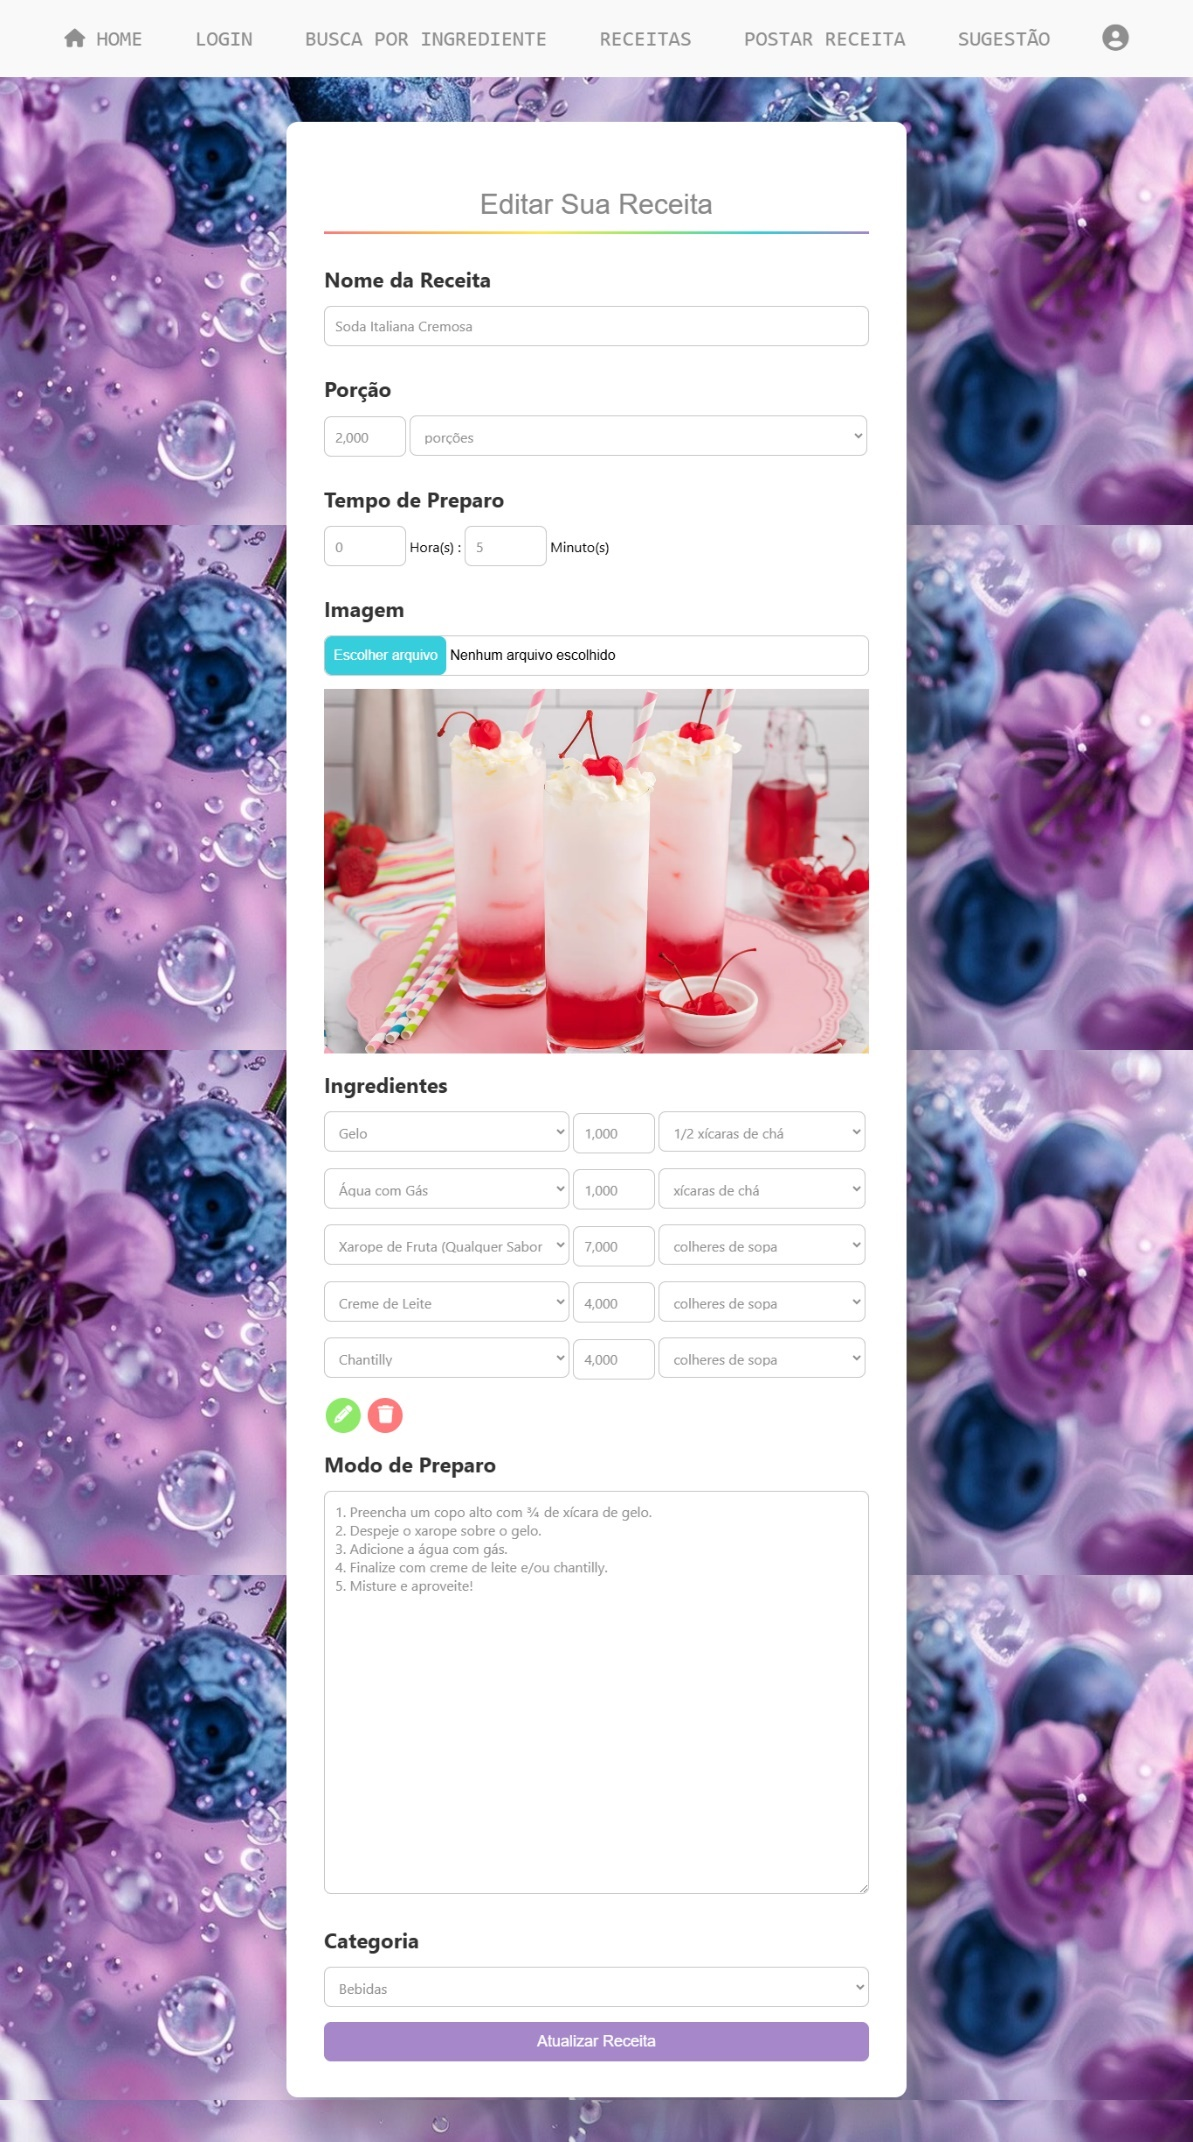 HOME LOGIN BUSCA POR INGREDIENTE RECEITAS POSTAR RECEITA SUGESTÃO
Editar Sua Receita
Nome da Receita
Soda Italiana Cremosa
Porção
2,000 porções
Tempo de Preparo
0 Hora(s) : 5 Minuto(s)
Imagem
Escolher arquivo Nenhum arquivo escolhido
Ingredientes
Gelo 1,000 1/2 xícaras de chá
Água com Gás 1,000 xícaras de chá
Xarope de Fruta (Qualquer Sabor 7,000 colheres de sopa
Creme de Leite 4,000 colheres de sopa
Chantilly 4,000 colheres de sopa
Modo de Preparo
1. Preencha um copo alto com ¾ de xícara de gelo.
2. Despeje o xarope sobre o gelo.
3. Adicione a água com gás.
4. Finalize com creme de leite e/ou chantilly.
5. Misture e aproveite!
Categoria
Bebidas
Atualizar Receita